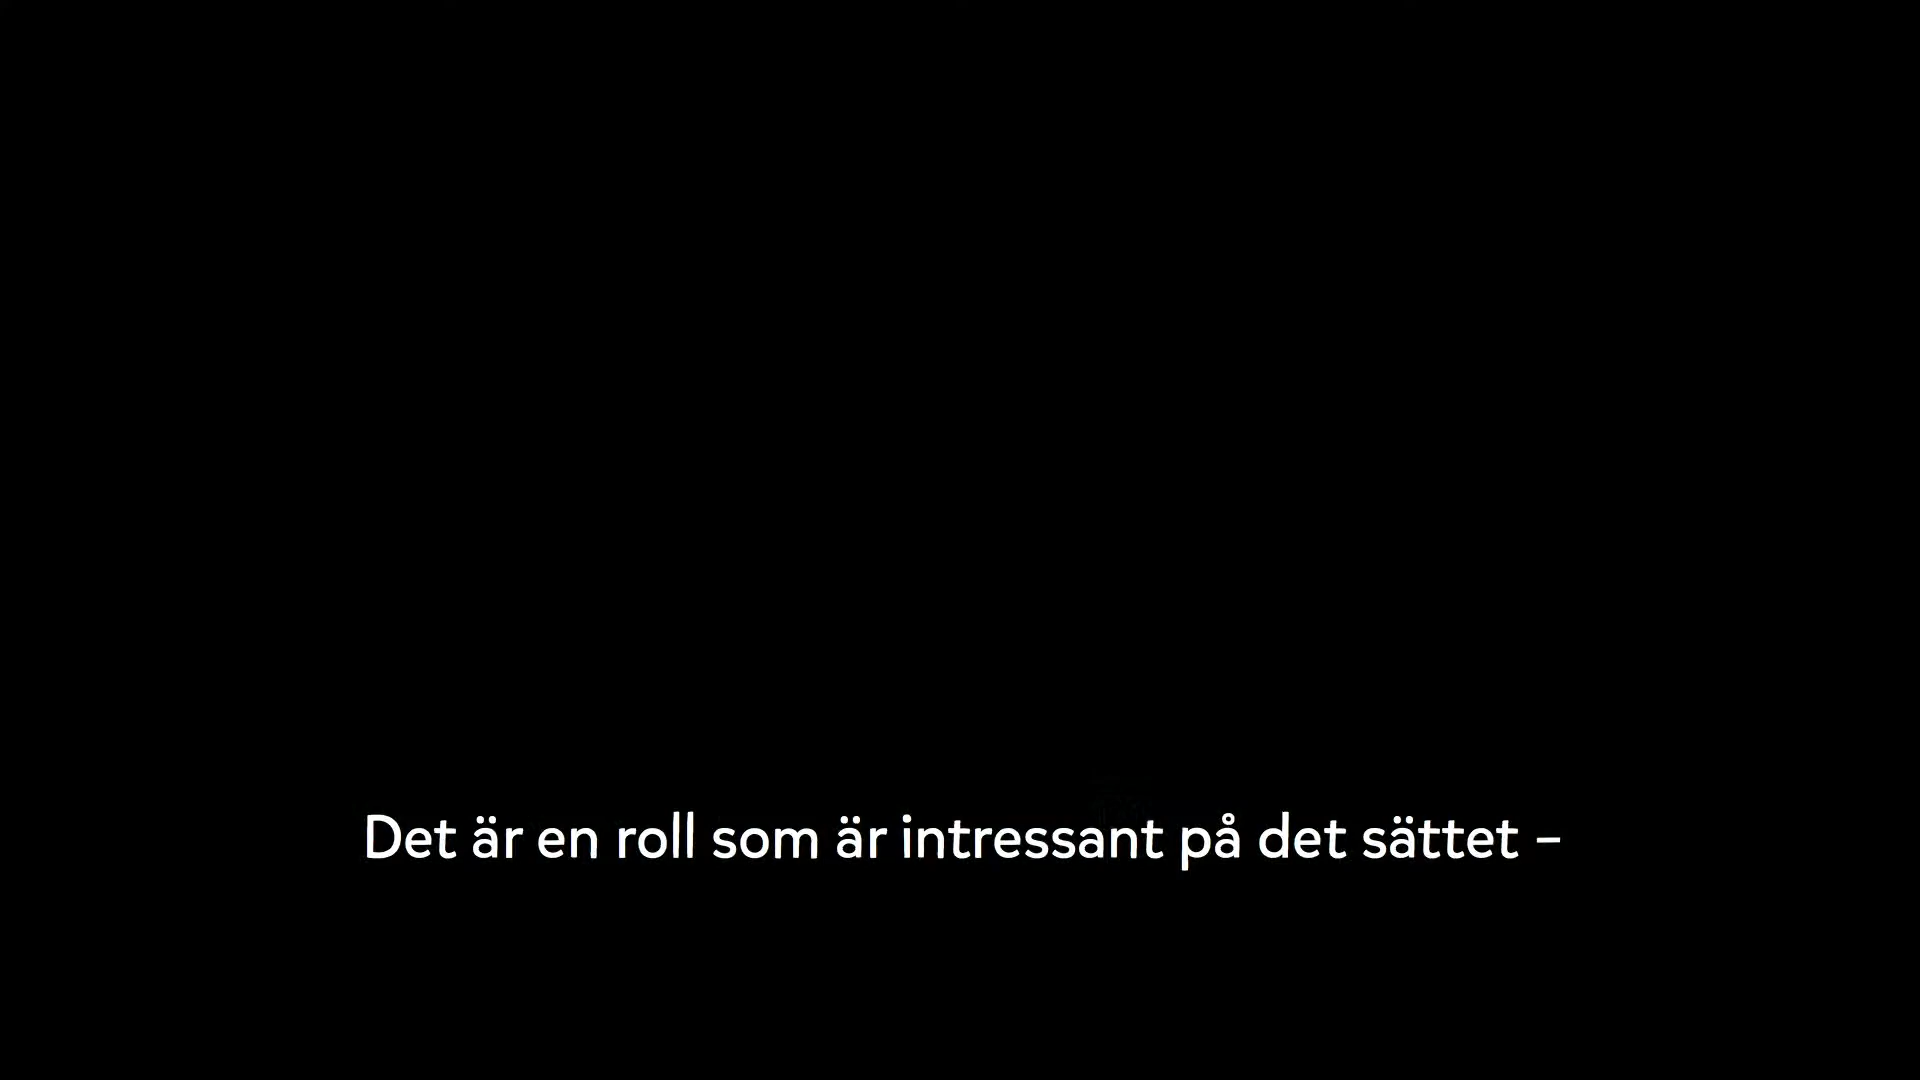 Det är en roll som är intressant på det sättet –